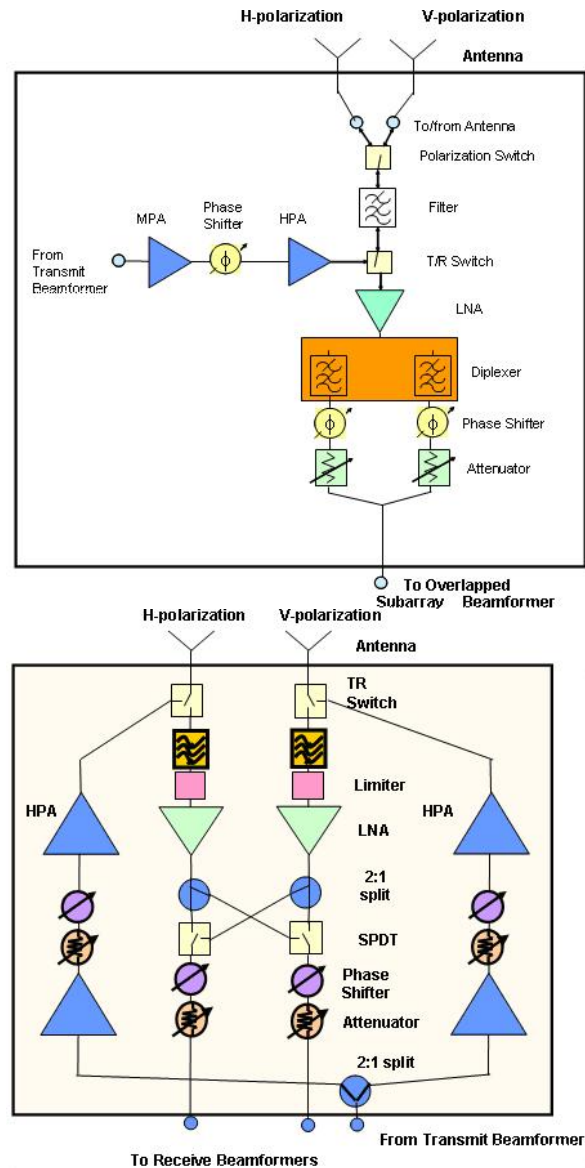 H-polarization
V-polarization
Antenna
To/from Antenna
Polarization Switch
Filter
MPA
Phase
Shifter
HPA
From
Transmit
Beamformer
T/R Switch
LNA
Diplexer
ϕ
ϕ
ϕ
Phase Shifter
Attenuator
To Overlapped
Subarray Beamformer
H-polarization
V-polarization
Antenna
TR
Switch
Limiter
HPA
LNA
HPA
2:1
split
SPDT
Phase
Shifter
Attenuator
2:1 split
From Transmit Beamformer
To Receive Beamformers